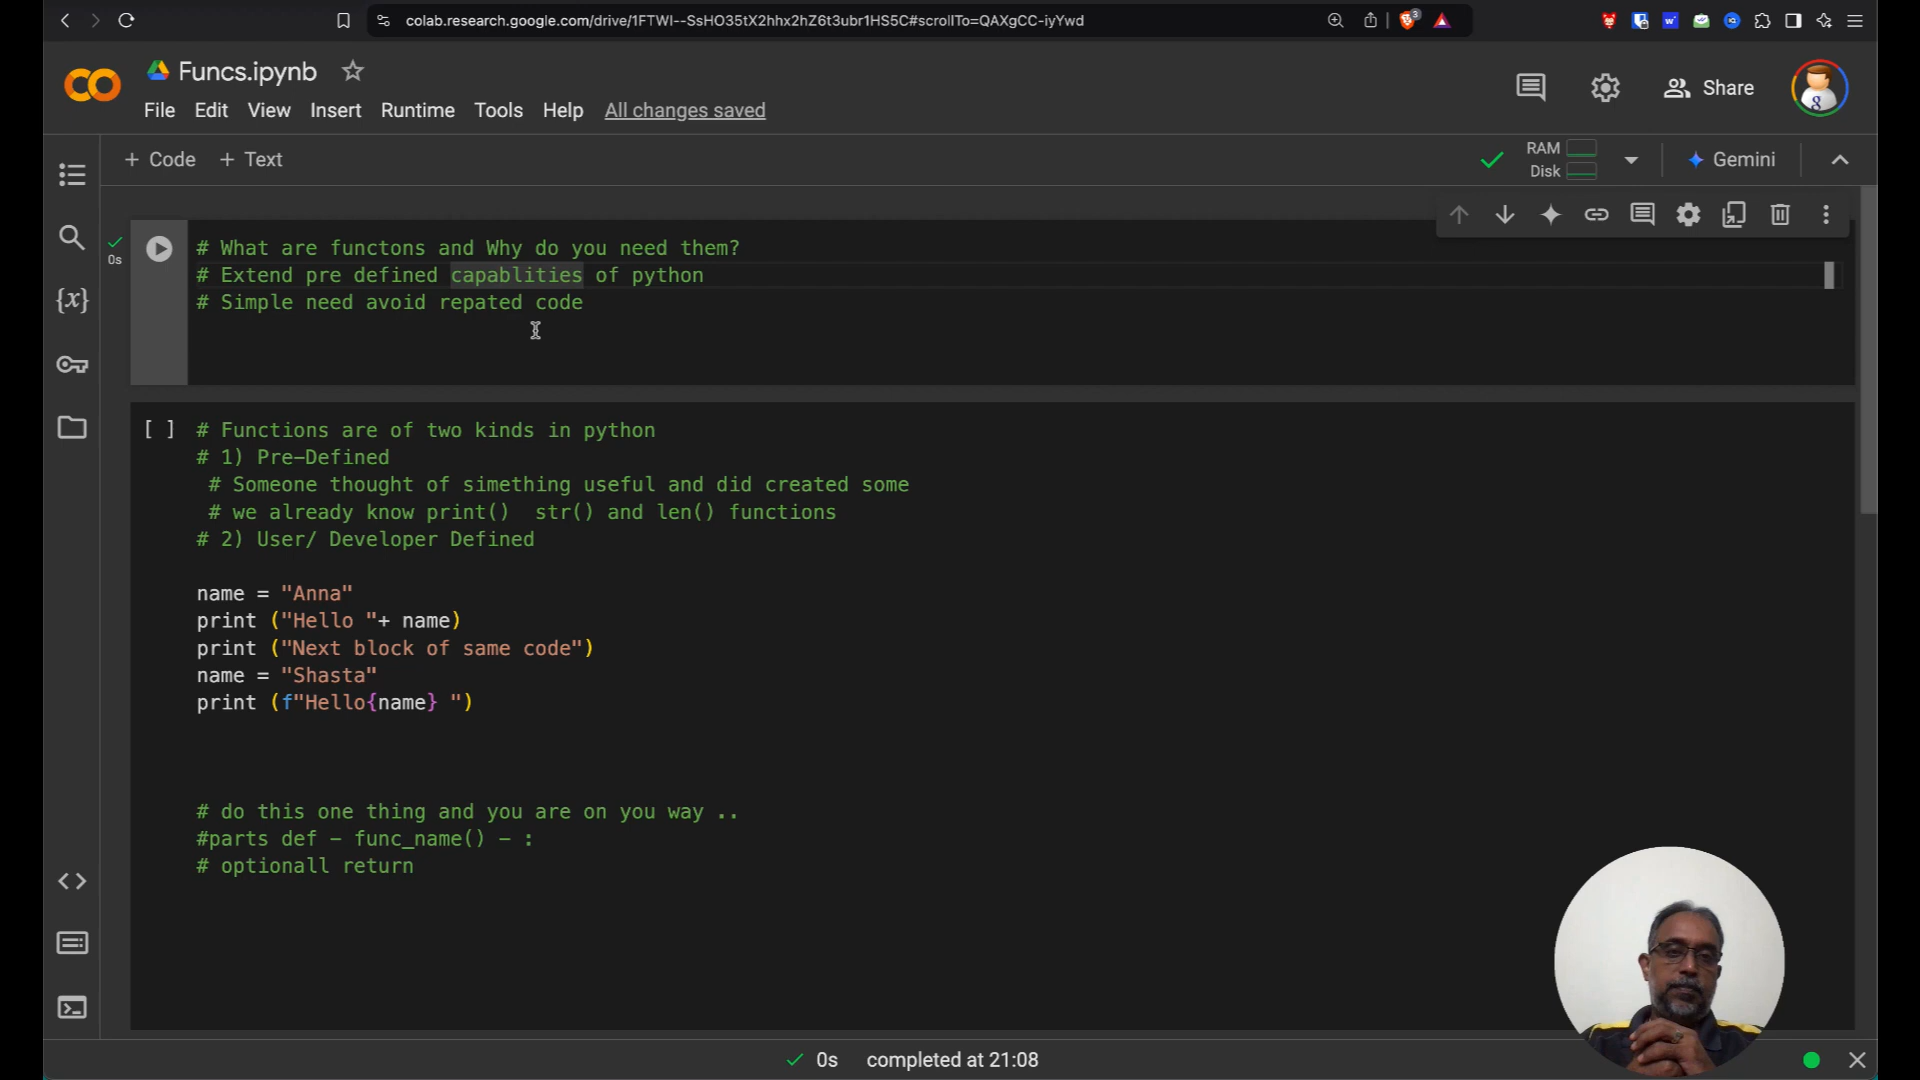 colab.research.google.com/drive/1FTWI--SsHO35tX2hhx2hZ6t3ubr1HS5C#scrollTo=QAXgCC-iyYwd
3
w
Funcs.ipynb
File Edit View Insert Runtime Tools Help All changes saved
Share
g
+ Code + Text
RAM
Disk
Gemini
0s
# What are functons and Why do you need them?
# Extend pre defined capablities of python
# Simple need avoid repated code
{x}
[ ]
# Functions are of two kinds in python
# 1) Pre-Defined
# Someone thought of simething useful and did created some
# we already know print()  str() and len() functions
# 2) User/ Developer Defined
name = "Anna"
print ("Hello "+ name)
print ("Next block of same code")
name = "Shasta"
print (f"Hello{name} ")
# do this one thing and you are on you way ..
#parts def - func_name() - :
# optionall return
0s completed at 21:08